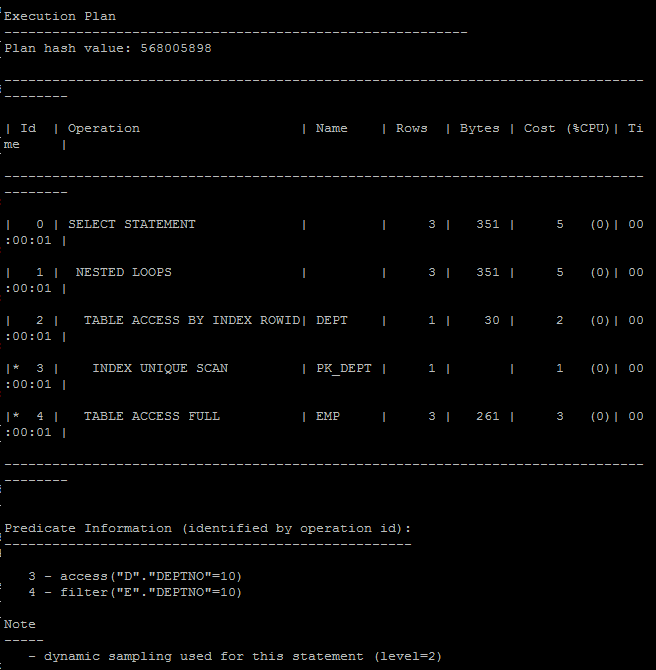 Execution Plan
----------------------------------------------------------
Plan hash value: 568005898

--------------------------------------------------------------------------------
--------

| Id  | Operation                    | Name    | Rows  | Bytes | Cost (%CPU)| Ti
me     |

--------------------------------------------------------------------------------
--------

|   0 | SELECT STATEMENT             |         |     3 |   351 |     5   (0)| 00
:00:01 |

|   1 |  NESTED LOOPS                |         |     3 |   351 |     5   (0)| 00
:00:01 |

|   2 |   TABLE ACCESS BY INDEX ROWID| DEPT    |     1 |    30 |     2   (0)| 00
:00:01 |

|*  3 |    INDEX UNIQUE SCAN         | PK_DEPT |     1 |       |     1   (0)| 00
:00:01 |

|*  4 |   TABLE ACCESS FULL          | EMP     |     3 |   261 |     3   (0)| 00
:00:01 |

--------------------------------------------------------------------------------
--------

Predicate Information (identified by operation id):
---------------------------------------------------

   3 - access("D"."DEPTNO"=10)
   4 - filter("E"."DEPTNO"=10)

Note
-----
   - dynamic sampling used for this statement (level=2)